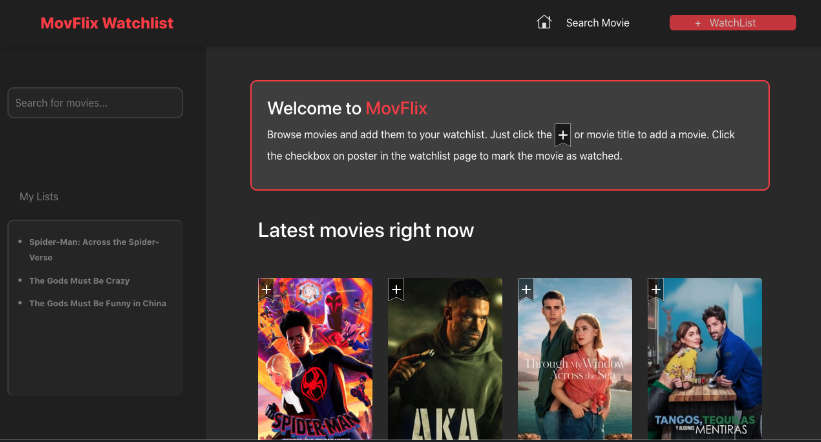 MovFlix Watchlist
Search Movie
+ WatchList
Search for movies...
My Lists
Spider-Man: Across the Spider-
Verse
The Gods Must Be Crazy
The Gods Must Be Funny in China
Welcome to MovFlix
Browse movies and add them to your watchlist. Just click the + or movie title to add a movie. Click
the checkbox on poster in the watchlist page to mark the movie as watched.
Latest movies right now
+
+
+
+
SPIDER-MAN
AKA
Through My Window
Across the Sea
TANGOS, TEQUILAS
Y ALGUNAS MENTIRAS